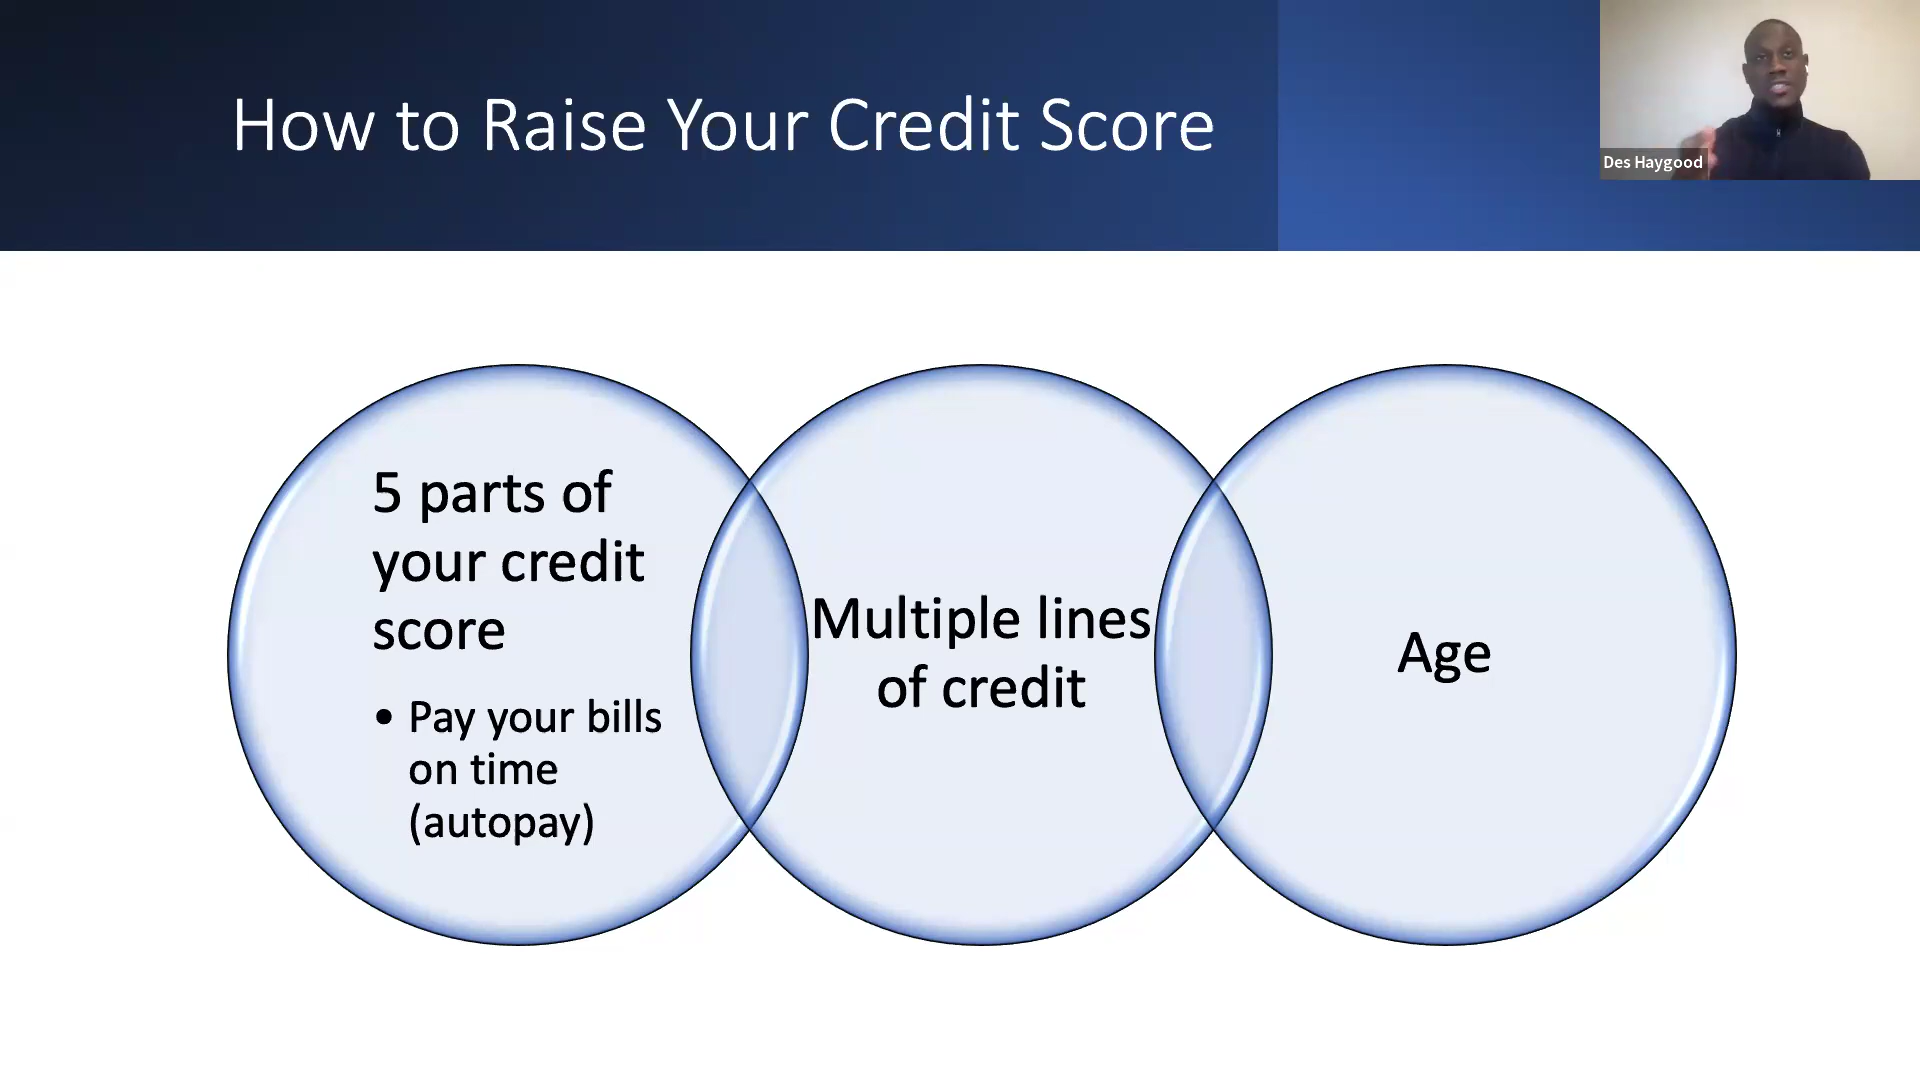 How to Raise Your Credit Score
Des Haygood
5 parts of
your credit
score
• Pay your bills
on time
(autopay)
Multiple lines
of credit
Age